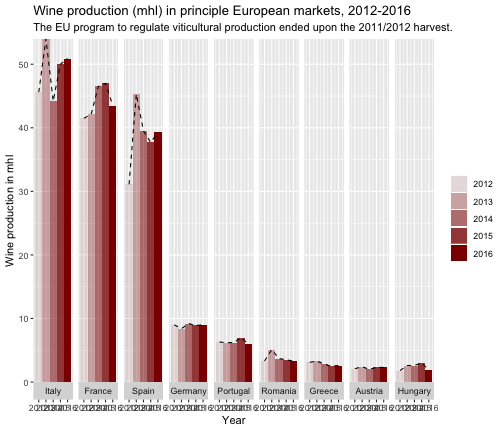 Wine production (mhl) in principle European markets, 2012-2016
The EU program to regulate viticultural production ended upon the 2011/2012 harvest.
Wine production in mhl
50
40
30
20
10
0
2012
2013
2014
2015
2016
Italy France Spain Germany Portugal Romania Greece Austria Hungary
Year